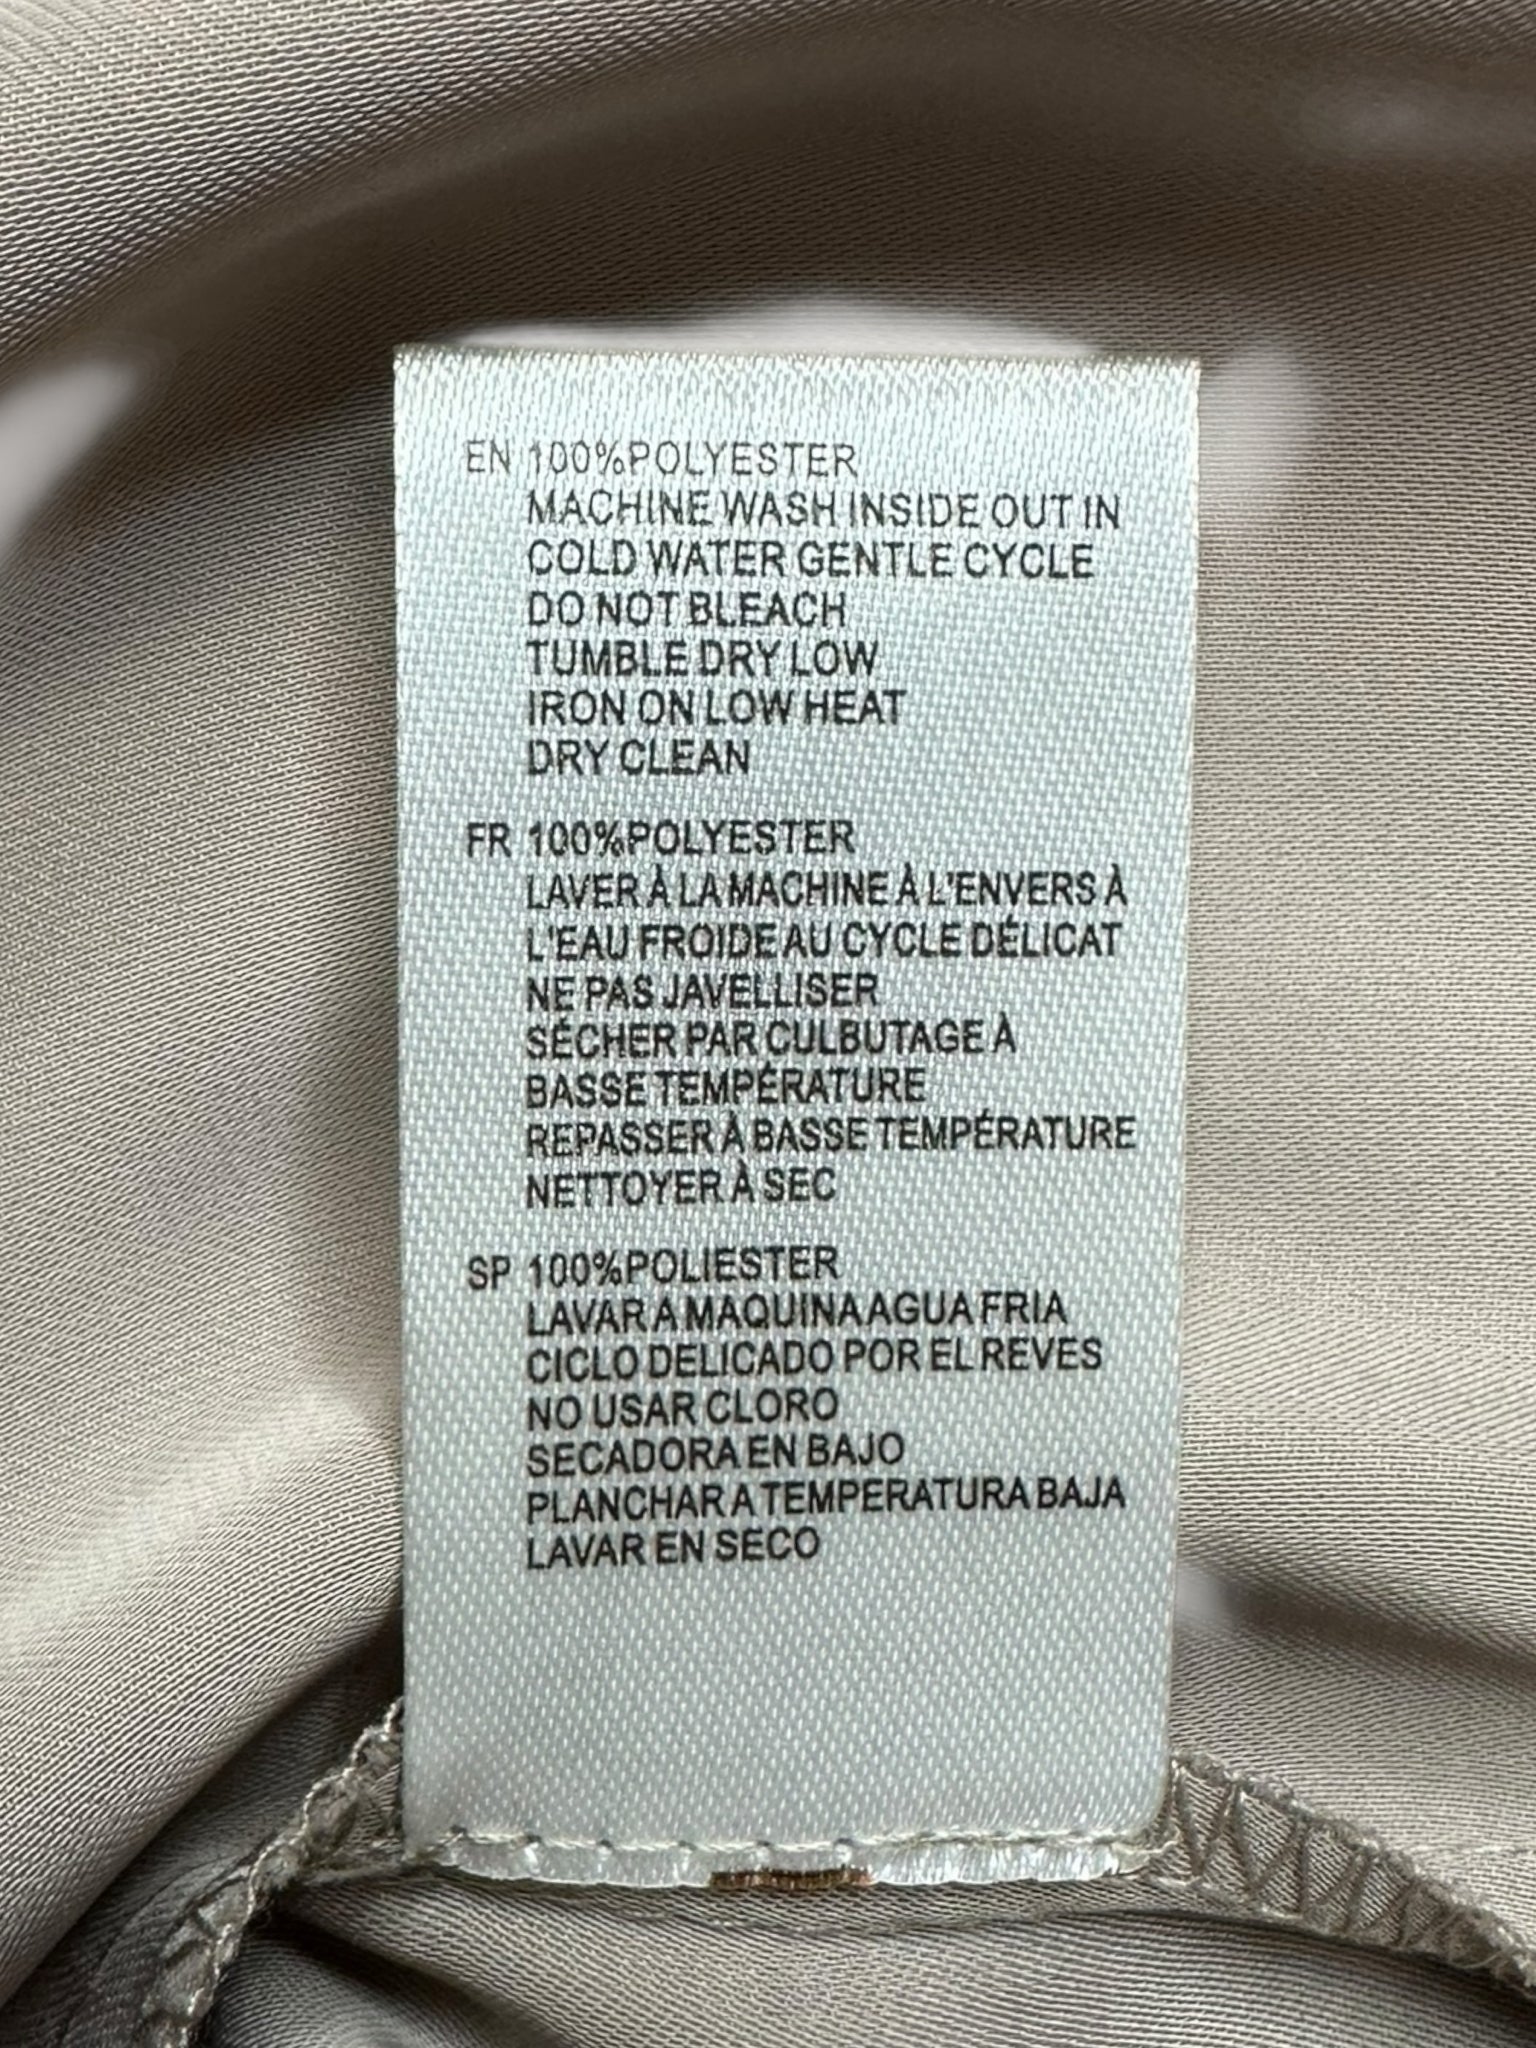 EN 100%POLYESTER
MACHINE WASH INSIDE OUT IN
COLD WATER GENTLE CYCLE
DO NOT BLEACH
TUMBLE DRY LOW
IRON ON LOW HEAT
DRY CLEAN
FR 100%POLYESTER
LAVER À LA MACHINE À L'ENVERS À
L'EAU FROIDE AU CYCLE DÉLICAT
NE PAS JAVELLISER
SÉCHER PAR CULBUTAGE À
BASSE TEMPÉRATURE
REPASSER À BASSE TEMPÉRATURE
NETTOYER À SEC
SP 100%POLIESTER
LAVAR A MAQUINA AGUA FRIA
CICLO DELICADO POR EL REVES
NO USAR CLORO
SECADORA EN BAJO
PLANCHAR A TEMPERATURA BAJA
LAVAR EN SECO